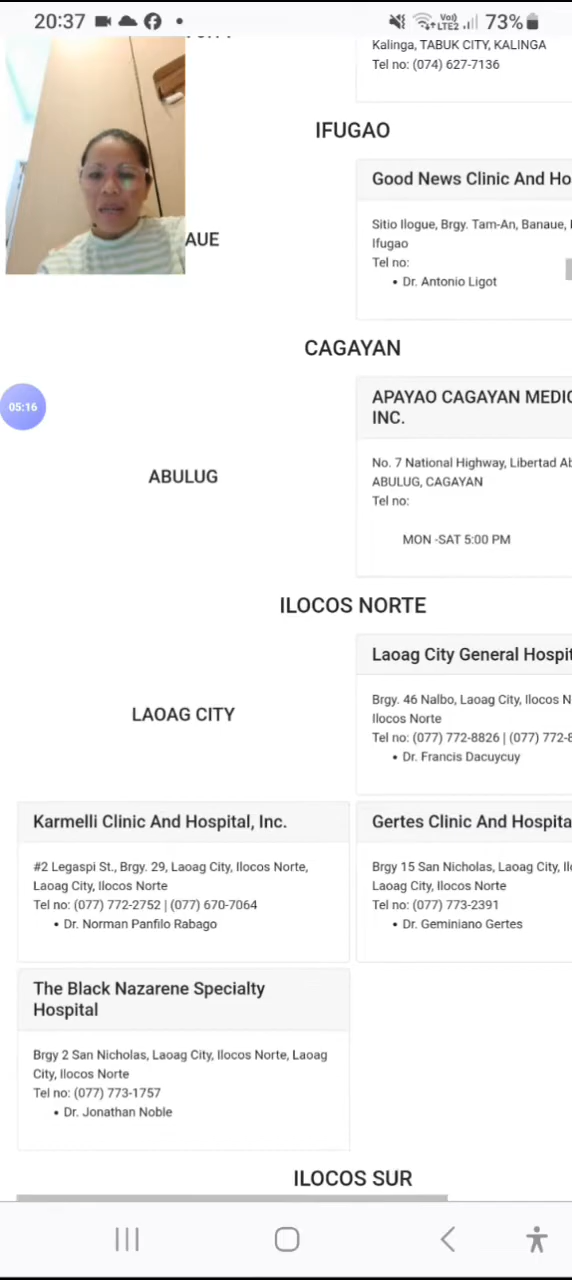 20:37
Vo)) LTE2 73%
Kalinga, TABUK CITY, KALINGA
Tel no: (074) 627-7136
IFUGAO
Good News Clinic And Ho
AUE
Sitio Ilogue, Brgy. Tam-An, Banaue,
Ifugao
Tel no:
• Dr. Antonio Ligot
CAGAYAN
05:16
ABULUG
APAYAO CAGAYAN MEDIC
INC.
No. 7 National Highway, Libertad Ab
ABULUG, CAGAYAN
Tel no:
MON -SAT 5:00 PM
ILOCOS NORTE
LAOAG CITY
Laoag City General Hospit
Brgy. 46 Nalbo, Laoag City, Ilocos N
Ilocos Norte
Tel no: (077) 772-8826 | (077) 772-8
• Dr. Francis Dacuycuy
Karmelli Clinic And Hospital, Inc.
#2 Legaspi St., Brgy. 29, Laoag City, Ilocos Norte,
Laoag City, Ilocos Norte
Tel no: (077) 772-2752 | (077) 670-7064
• Dr. Norman Panfilo Rabago
Gertes Clinic And Hospita
Brgy 15 San Nicholas, Laoag City, Ilo
Laoag City, Ilocos Norte
Tel no: (077) 773-2391
• Dr. Geminiano Gertes
The Black Nazarene Specialty
Hospital
Brgy 2 San Nicholas, Laoag City, Ilocos Norte, Laoag
City, Ilocos Norte
Tel no: (077) 773-1757
• Dr. Jonathan Noble
ILOCOS SUR